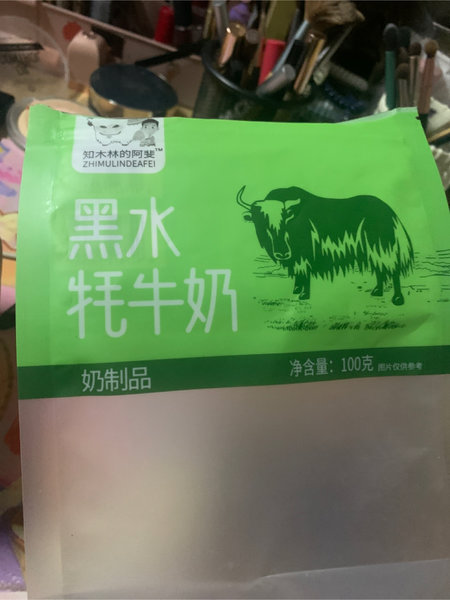 知木林的阿斐™
ZHIMULINDEAFEI
黑水
牦牛奶
奶制品
净含量：100克 图片仅供参考